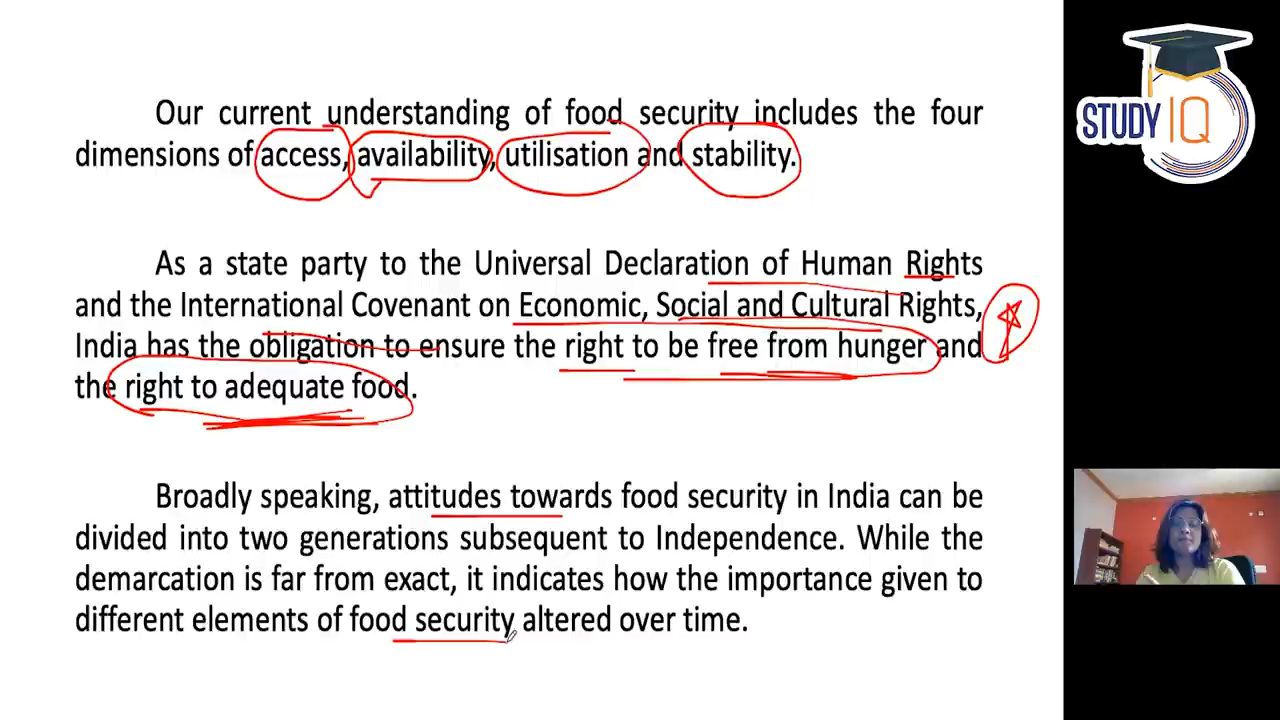 Our current understanding of food security includes the four
dimensions of access, availability, utilisation and stability.
As a state party to the Universal Declaration of Human Rights
and the International Covenant on Economic, Social and Cultural Rights,
India has the obligation to ensure the right to be free from hunger and
the right to adequate food.
Broadly speaking, attitudes towards food security in India can be
divided into two generations subsequent to Independence. While the
demarcation is far from exact, it indicates how the importance given to
different elements of food security altered over time.
STUDY IQ